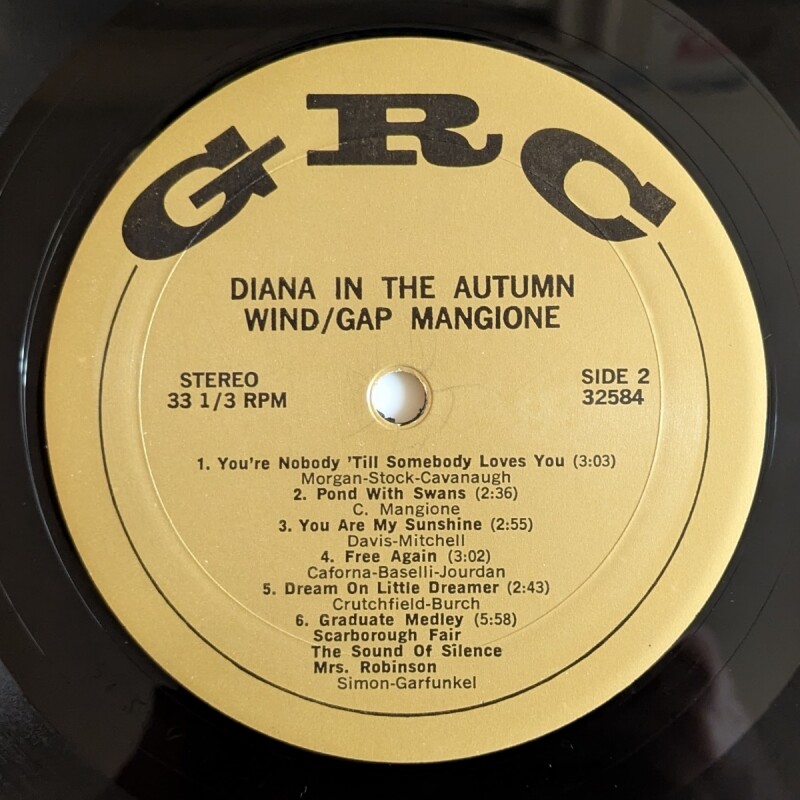 GRC
DIANA IN THE AUTUMN
WIND/GAP MANGIONE
STEREO
33 1/3 RPM
SIDE 2
32584
1. You're Nobody 'Till Somebody Loves You (3:03)
Morgan-Stock-Cavanaugh
2. Pond With Swans (2:36)
C. Mangione
3. You Are My Sunshine (2:55)
Davis-Mitchell
4. Free Again (3:02)
Caforna-Baselli-Jourdan
5. Dream On Little Dreamer (2:43)
Crutchfield-Burch
6. Graduate Medley (5:58)
Scarborough Fair
The Sound Of Silence
Mrs. Robinson
Simon-Garfunkel